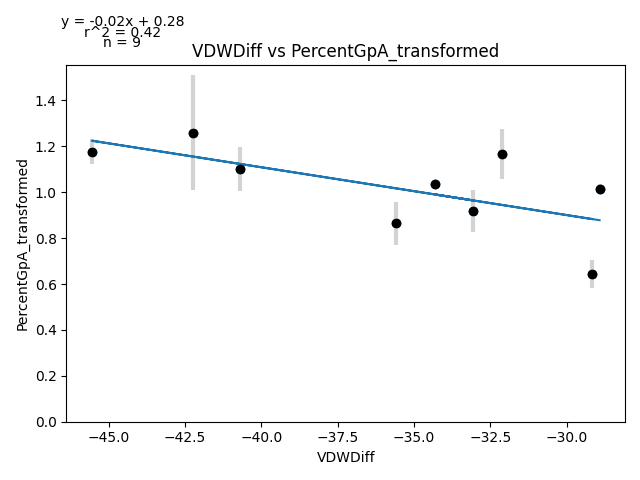 y = -0.02x + 0.28
r^2 = 0.42
n = 9
VDWDiff vs PercentGpA_transformed
PercentGpA_transformed
1.4
1.2
1.0
0.8
0.6
0.4
0.2
0.0
−45.0 −42.5 −40.0 −37.5 −35.0 −32.5 −30.0
VDWDiff